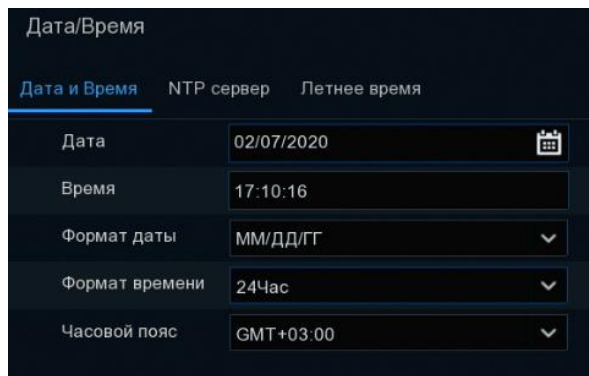 Дата/Время
Дата и Время NTP сервер Летнее время
Дата 02/07/2020
Время 17:10:16
Формат даты ММ/ДД/ГГ
Формат времени 24Час
Часовой пояс GMT+03:00